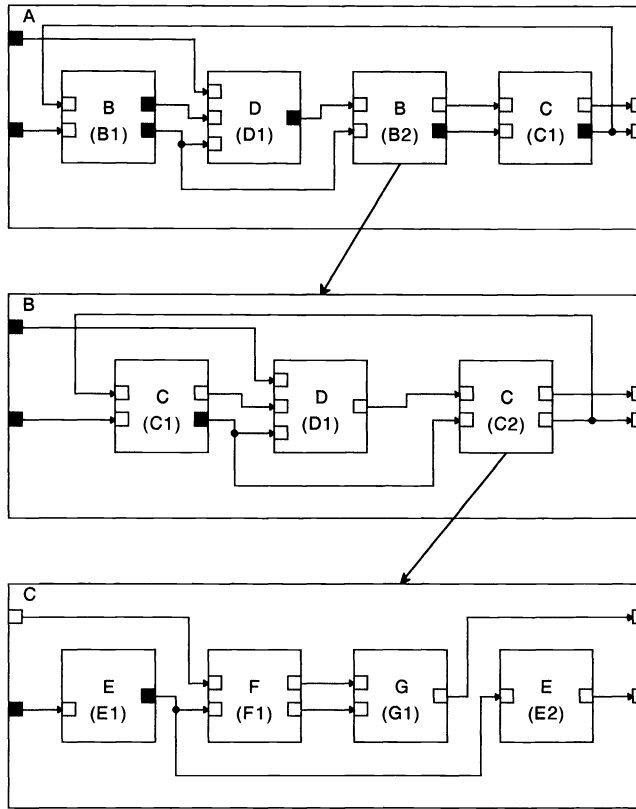 A
B
(B1)
D
(D1)
B
(B2)
C
(C1)
B
C
(C1)
D
(D1)
C
(C2)
C
E
(E1)
F
(F1)
G
(G1)
E
(E2)